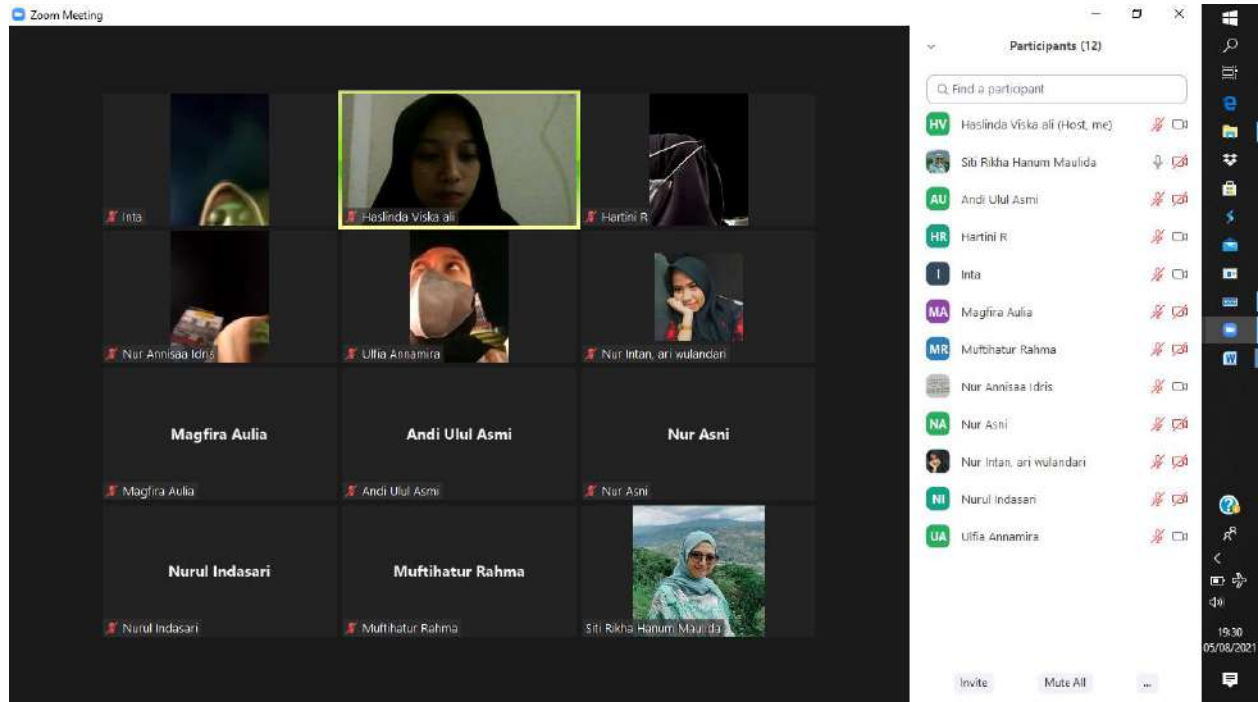 Zoom Meeting
Inta
Haslinda Viska ali
Hartini R
Nur Annisaa Idris
Ulfia Annamira
Nur Intan, ari wulandari
Magfira Aulia
Andi Ulul Asmi
Nur Asni
Magfira Aulia
Andi Ulul Asmi
Nur Asni
Nurul Indasari
Muftihatur Rahma
Nurul Indasari
Muftihatur Rahma
Siti Rikha Hanum Maulida
Participants (12)
Find a participant
HV Haslinda Viska ali (Host, me)
Siti Rikha Hanum Maulida
AU Andi Ulul Asmi
HR Hartini R
I Inta
MA Magfira Aulia
MR Muftihatur Rahma
Nur Annisaa Idris
NA Nur Asni
Nur Intan, ari wulandari
NI Nurul Indasari
UA Ulfia Annamira
Invite Mute All ...
19:30
05/08/2021